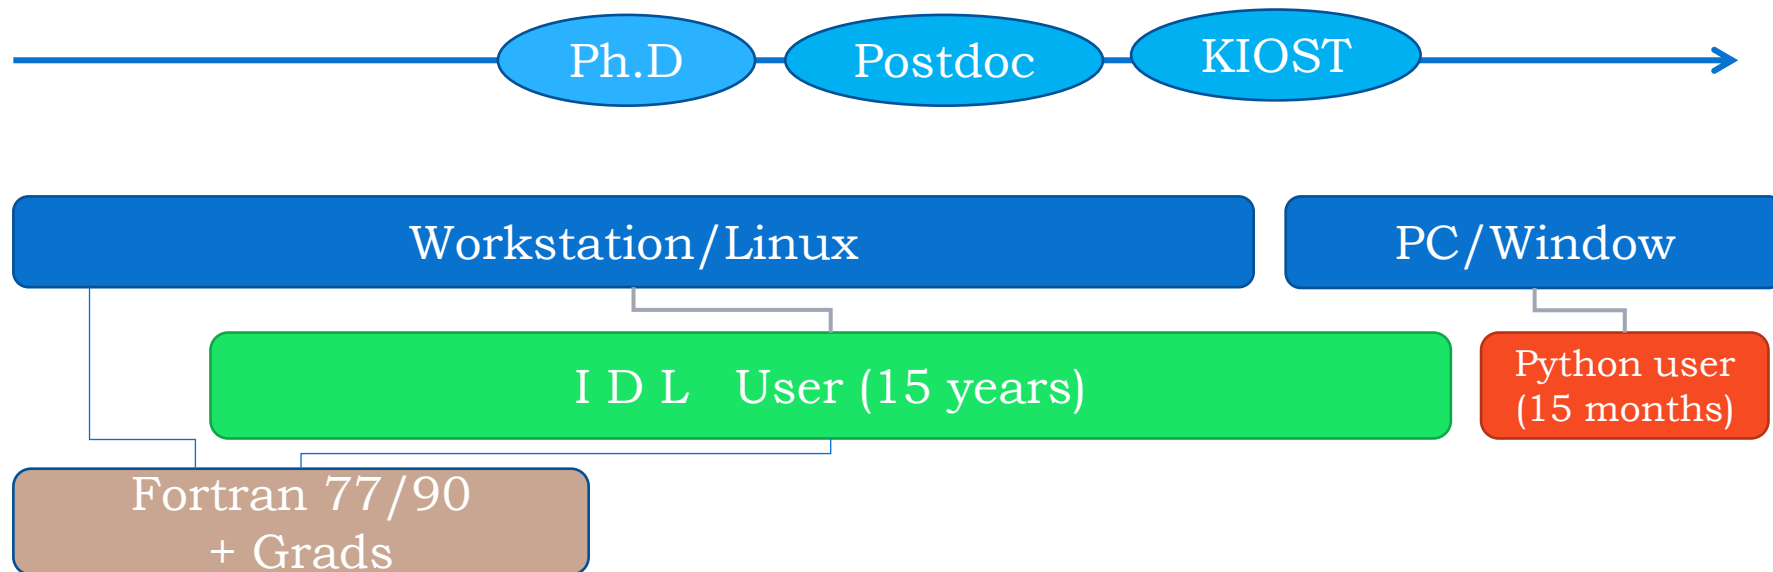 Ph.D
Postdoc
KIOST
Workstation/Linux
PC/Window
I D L User (15 years)
Python user
(15 months)
Fortran 77/90
+ Grads